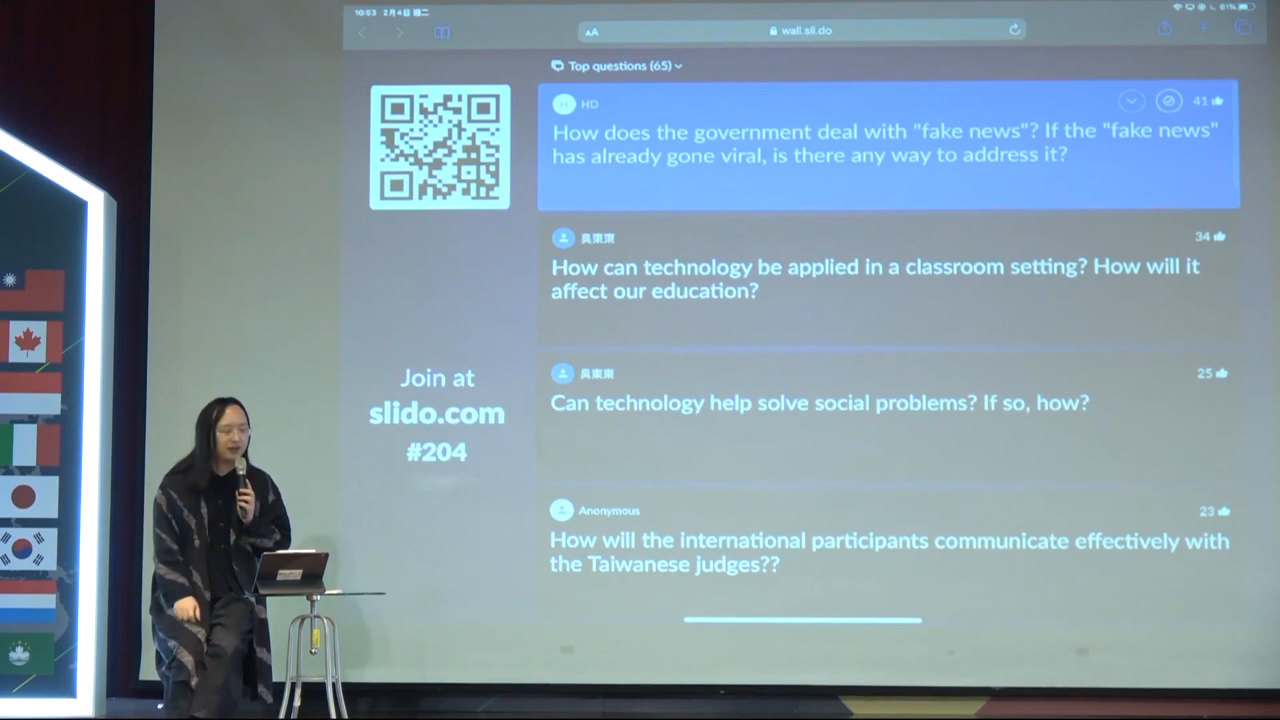 10:53 2月4日 週二
61%
AA wall.sli.do
Top questions (65)
H HD
41
How does the government deal with "fake news"? If the "fake news"
has already gone viral, is there any way to address it?
吳東東
34
How can technology be applied in a classroom setting? How will it
affect our education?
吳東東
25
Can technology help solve social problems? If so, how?
Anonymous
23
How will the international participants communicate effectively with
the Taiwanese judges??
Join at
slido.com
#204